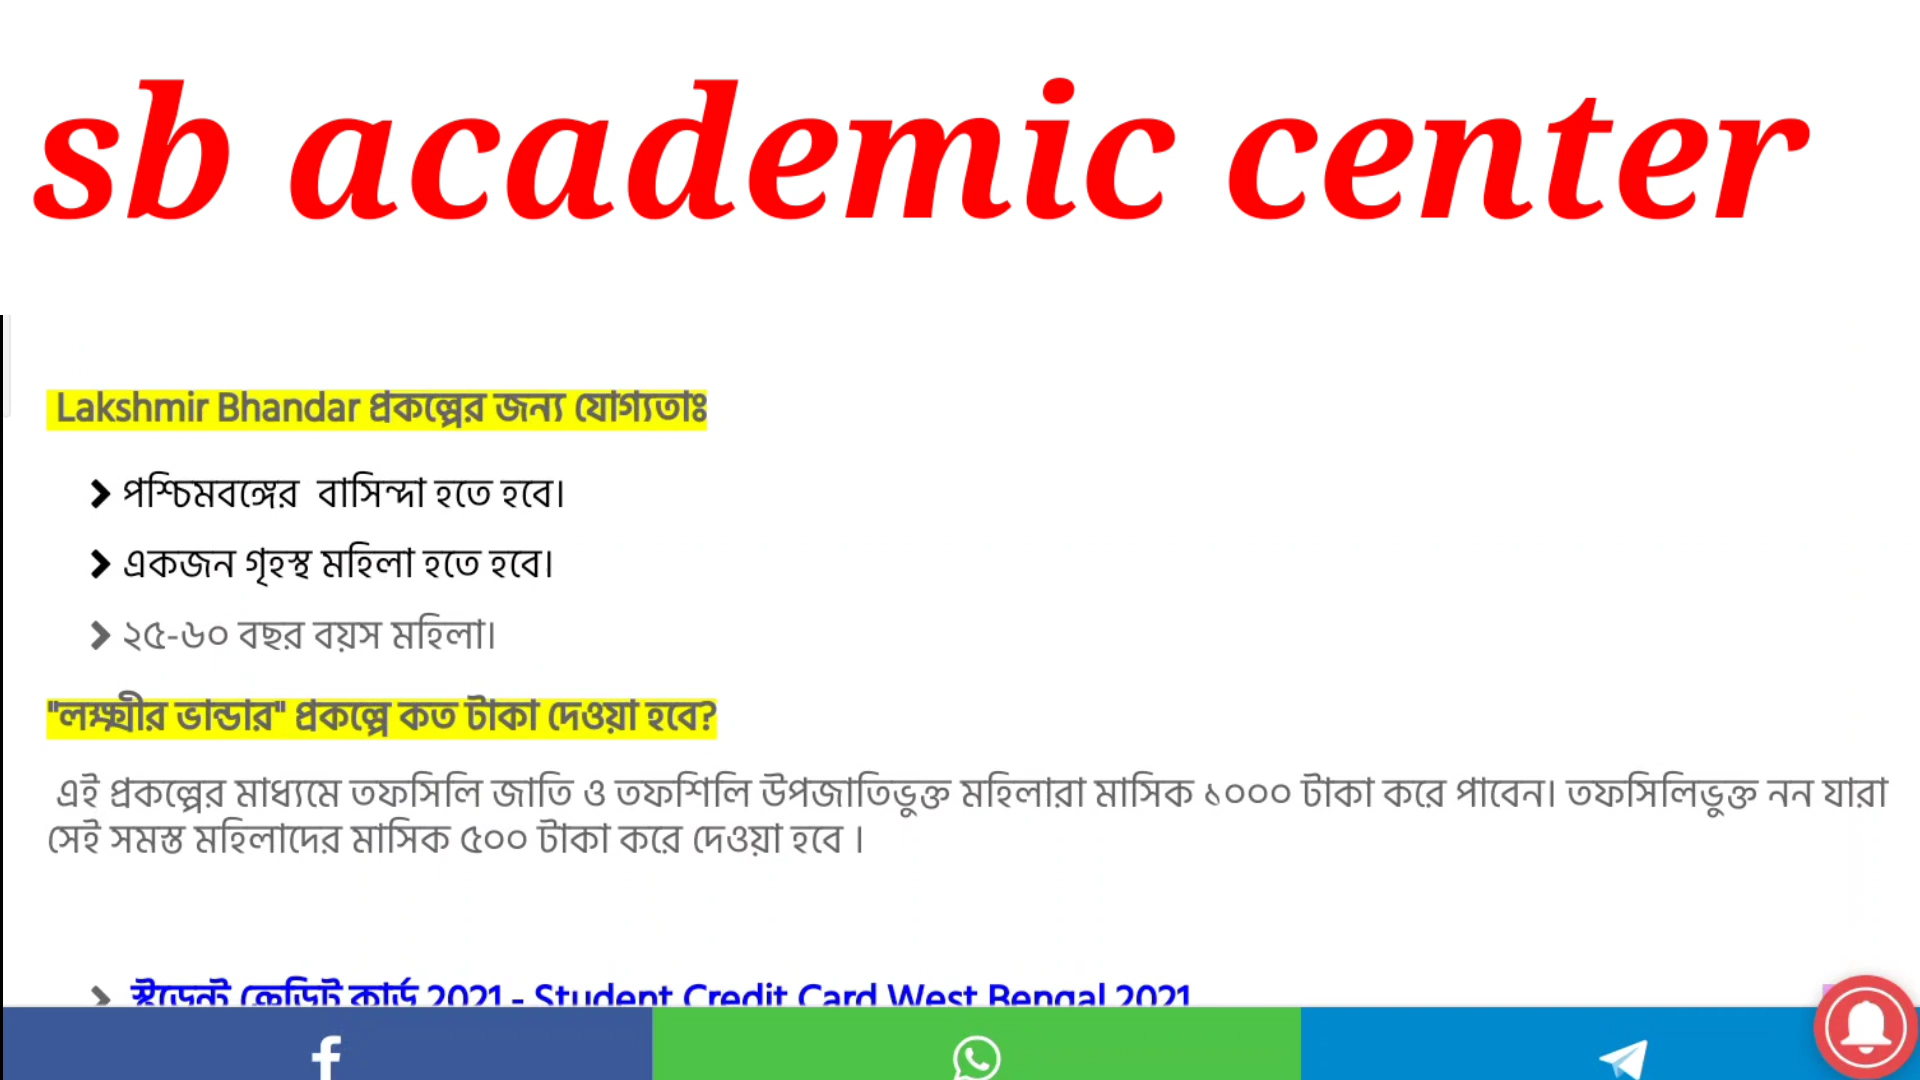 sb academic center
Lakshmir Bhandar প্রকল্পের জন্য যোগ্যতাঃ
পশ্চিমবঙ্গের বাসিন্দা হতে হবে।
একজন গৃহস্থ মহিলা হতে হবে।
২৫-৬০ বছর বয়স মহিলা।
"লক্ষ্মীর ভান্ডার" প্রকল্পে কত টাকা দেওয়া হবে?
এই প্রকল্পের মাধ্যমে তফসিলি জাতি ও তফশিলি উপজাতিভুক্ত মহিলারা মাসিক ১০০০ টাকা করে পাবেন। তফসিলিভুক্ত নন যারা
সেই সমস্ত মহিলাদের মাসিক ৫০০ টাকা করে দেওয়া হবে ।
স্টুডেন্ট ক্রেডিট কার্ড 2021 - Student Credit Card West Bengal 2021